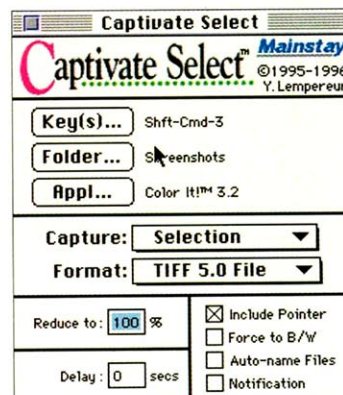 Captivate Select
Captivate Select™ Mainstay
©1995-1996
Y. Lempereur
Key(s)... Shft-Cmd-3
Folder... Screenshots
Appl... Color It!™ 3.2
Capture: Selection
Format: TIFF 5.0 File
Reduce to: 100 %
Delay: 0 secs
Include Pointer
Force to B/W
Auto-name Files
Notification